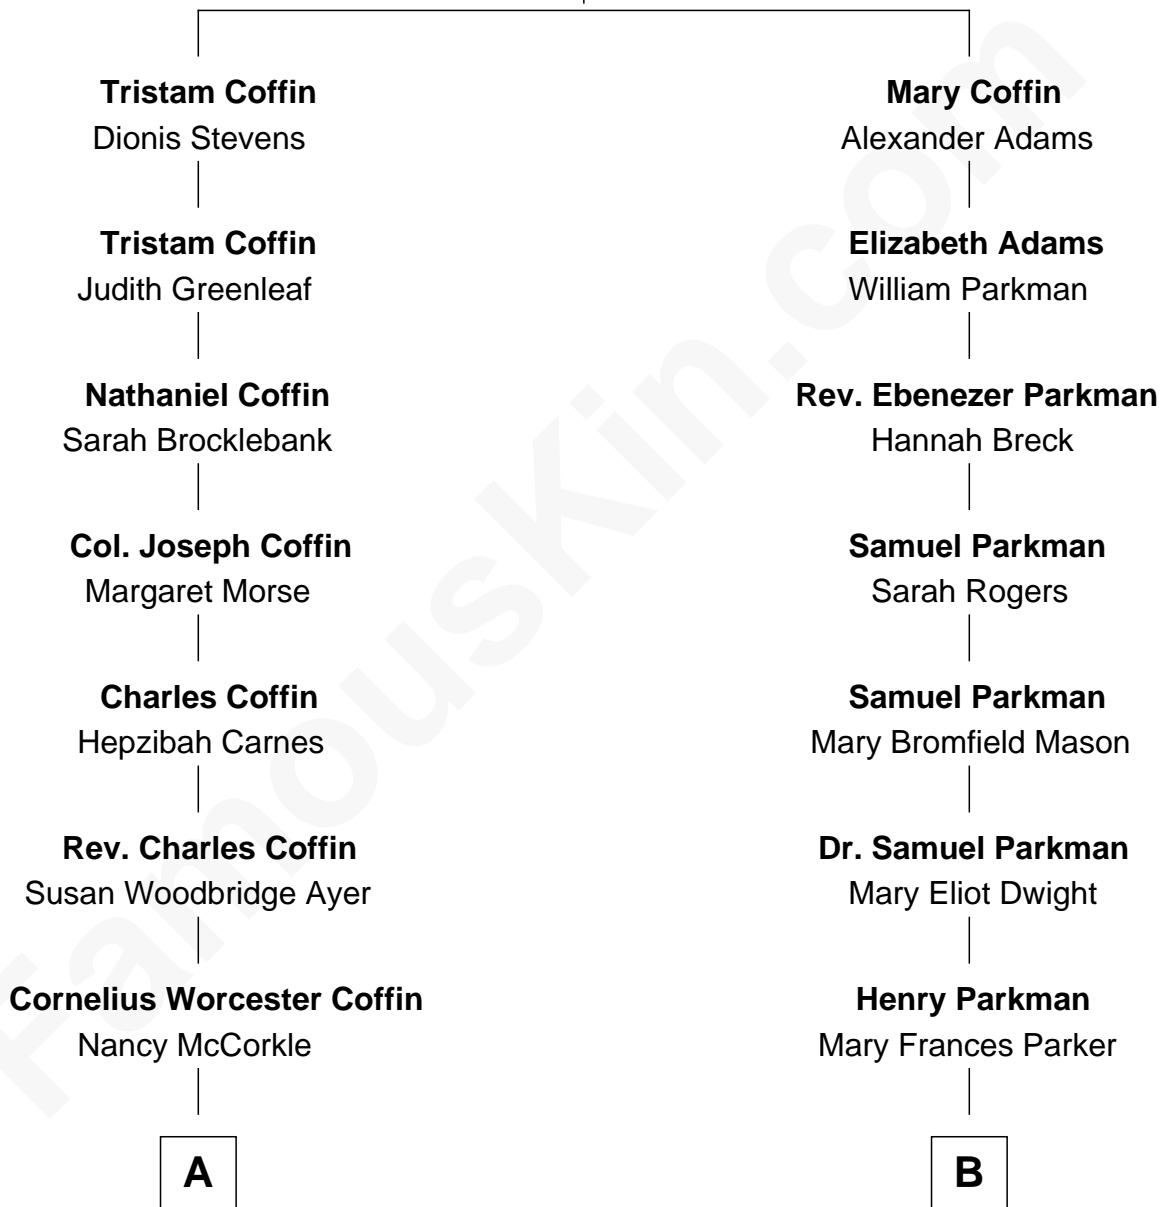 Tristam Coffin
Dionis Stevens
Mary Coffin
Alexander Adams
Tristam Coffin
Judith Greenleaf
Elizabeth Adams
William Parkman
Nathaniel Coffin
Sarah Brocklebank
Rev. Ebenezer Parkman
Hannah Breck
Col. Joseph Coffin
Margaret Morse
Samuel Parkman
Sarah Rogers
Charles Coffin
Hepzibah Carnes
Samuel Parkman
Mary Bromfield Mason
Rev. Charles Coffin
Susan Woodbridge Ayer
Dr. Samuel Parkman
Mary Eliot Dwight
Cornelius Worcester Coffin
Nancy McCorkle
Henry Parkman
Mary Frances Parker
A
B
FamousKin.com